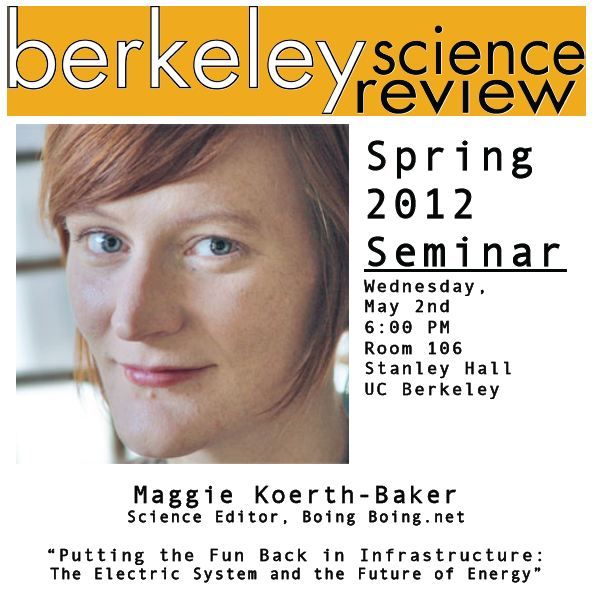 berkeley science review
Spring
2012
Seminar
Wednesday,
May 2nd
6:00 PM
Room 106
Stanley Hall
UC Berkeley
Maggie Koerth-Baker
Science Editor, Boing Boing.net
“Putting the Fun Back in Infrastructure:
The Electric System and the Future of Energy”